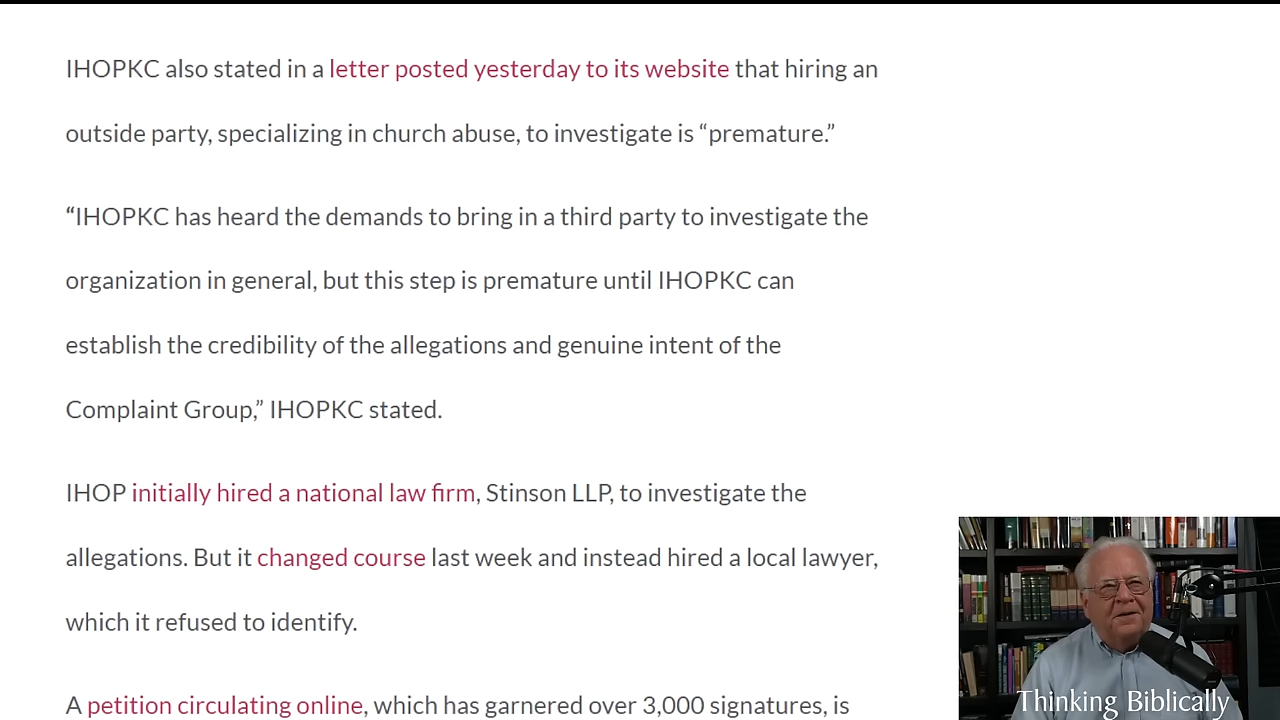 IHOPKC also stated in a letter posted yesterday to its website that hiring an
outside party, specializing in church abuse, to investigate is “premature.”
“IHOPKC has heard the demands to bring in a third party to investigate the
organization in general, but this step is premature until IHOPKC can
establish the credibility of the allegations and genuine intent of the
Complaint Group,” IHOPKC stated.
IHOP initially hired a national law firm, Stinson LLP, to investigate the
allegations. But it changed course last week and instead hired a local lawyer,
which it refused to identify.
A petition circulating online, which has garnered over 3,000 signatures, is
Thinking Biblically